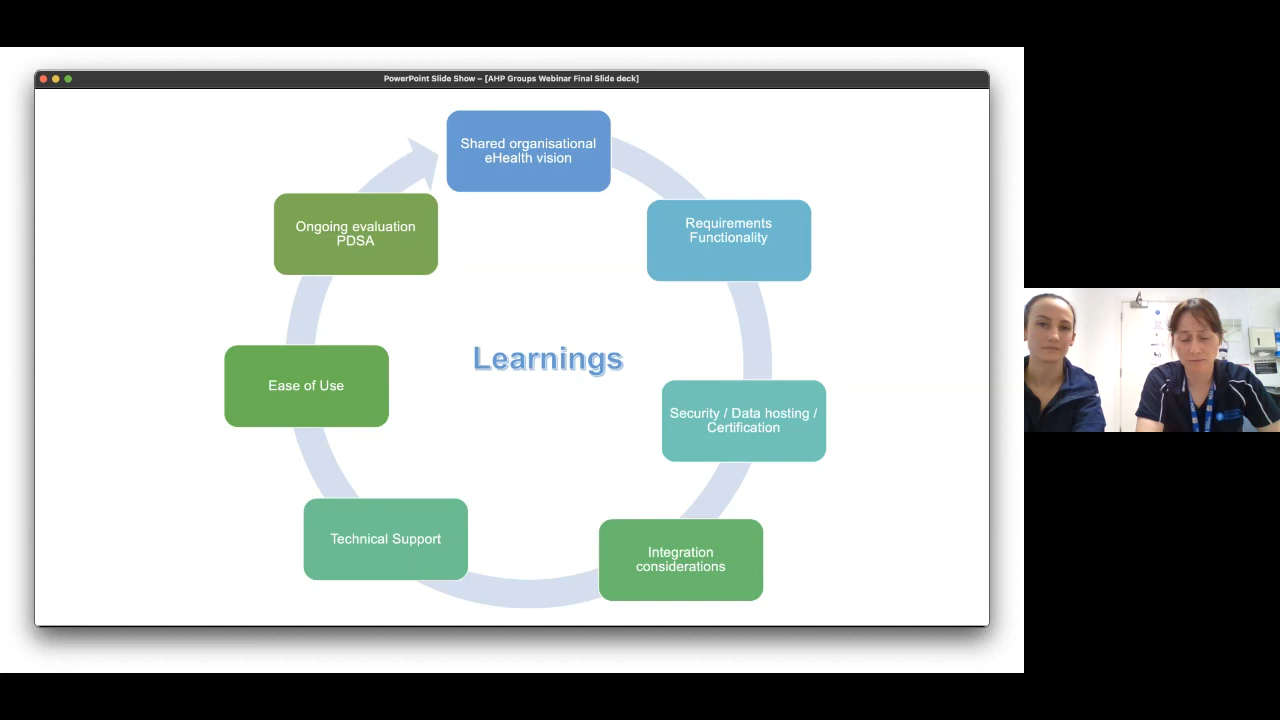 PowerPoint Slide Show – [AHP Groups Webinar Final Slide deck]
Shared organisational
eHealth vision
Requirements
Functionality
Security / Data hosting /
Certification
Integration
considerations
Technical Support
Ease of Use
Ongoing evaluation
PDSA
Learnings